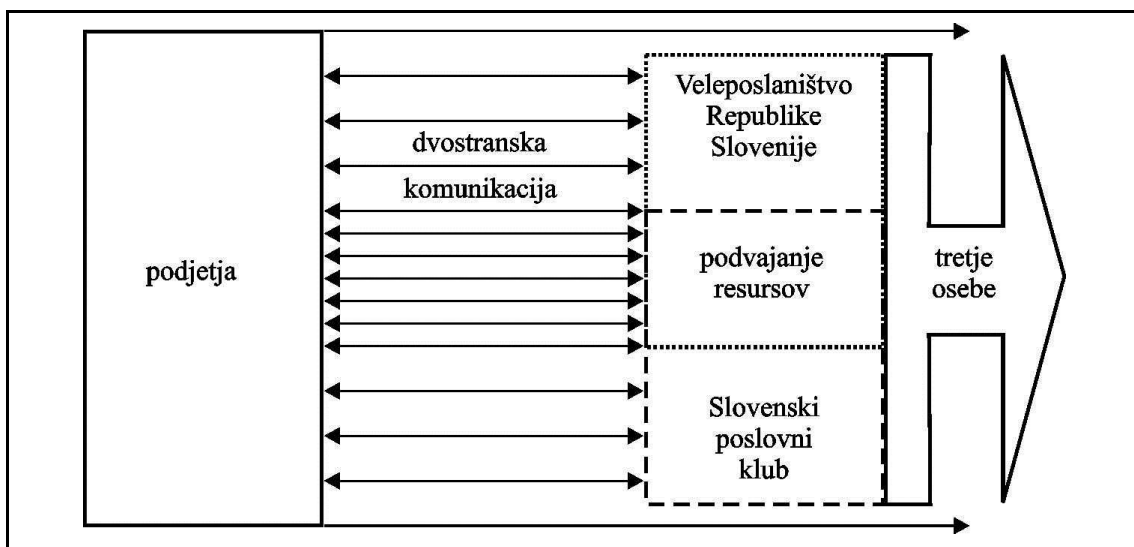 podjetja
dvostranska
komunikacija
Veleposlaništvo
Republike
Slovenije
podvajanje
resursov
Slovenski
poslovni
klub
tretje
osebe